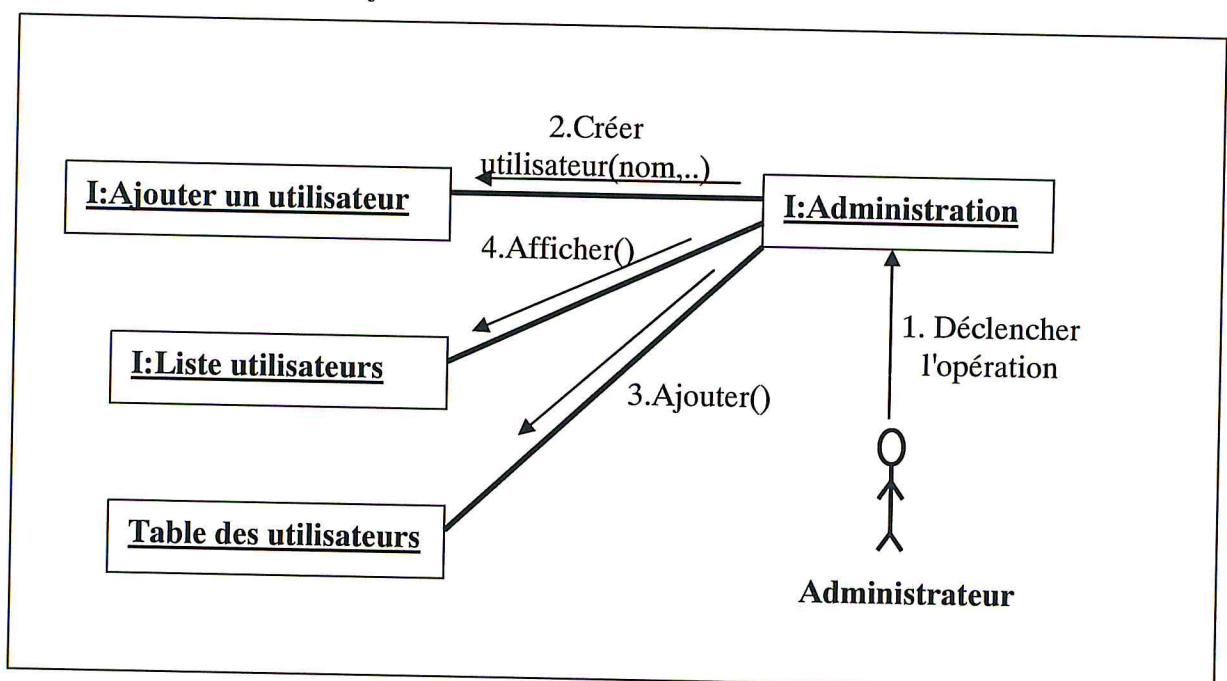 2.Créer
utilisateur(nom,..)
I:Ajouter un utilisateur
I:Administration
4.Afficher()
1. Déclencher
l'opération
I:Liste utilisateurs
3.Ajouter()
Table des utilisateurs
Administrateur